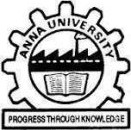 ANNA UNIVERSITY
PROGRESS THROUGH KNOWLEDGE